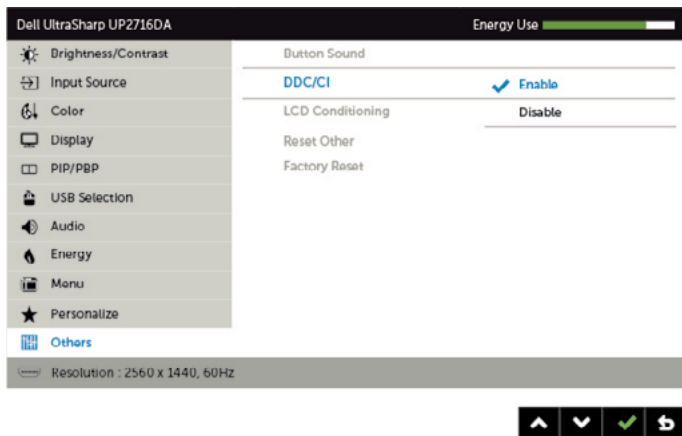 Dell UltraSharp UP2716DA
Energy Use
Brightness/Contrast
Input Source
Color
Display
PIP/PBP
USB Selection
Audio
Energy
Menu
Personalize
Others
Button Sound
DDC/CI
LCD Conditioning
Reset Other
Factory Reset
Enable
Disable
Resolution : 2560 x 1440, 60Hz